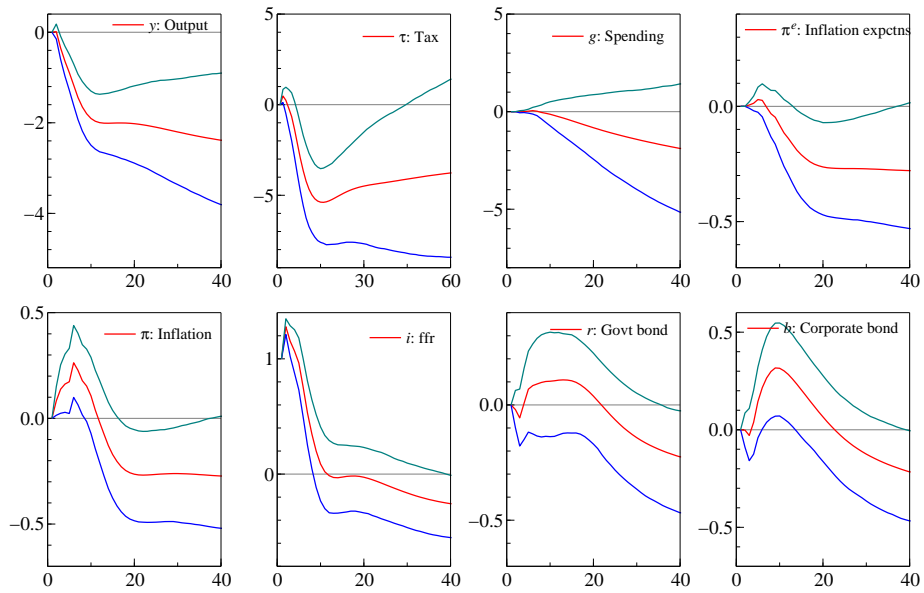 y: Output
τ: Tax
g: Spending
πᵉ: Inflation expctns
0
−2
−4
0 20 40
5
0
−5
0 30 60
5
0
−5
0 20 40
0.0
−0.5
0 20 40
π: Inflation
i: ffr
r: Govt bond
b: Corporate bond
0.5
0.0
−0.5
0 20 40
1
0
0 20 40
0.0
−0.5
0 20 40
0.5
0.0
−0.5
0 20 40